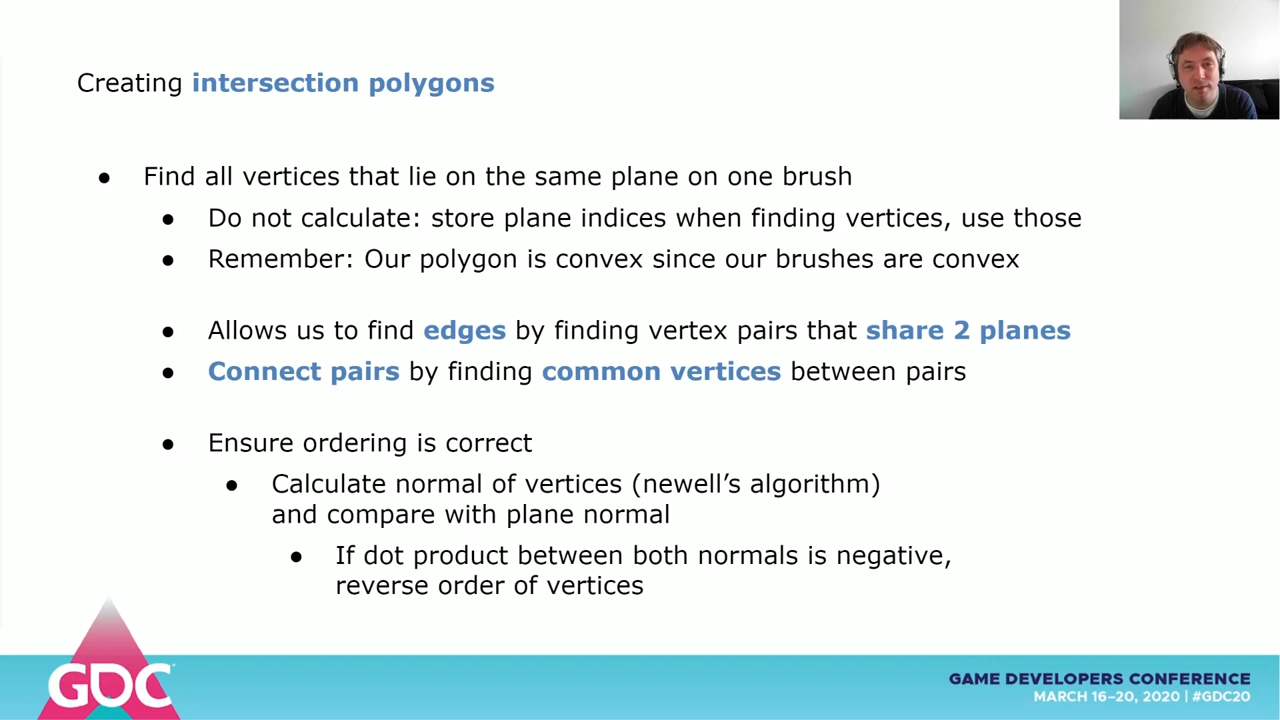 Creating intersection polygons
● Find all vertices that lie on the same plane on one brush
● Do not calculate: store plane indices when finding vertices, use those
● Remember: Our polygon is convex since our brushes are convex
● Allows us to find edges by finding vertex pairs that share 2 planes
● Connect pairs by finding common vertices between pairs
● Ensure ordering is correct
● Calculate normal of vertices (newell’s algorithm)
and compare with plane normal
● If dot product between both normals is negative,
reverse order of vertices
GDC
GAME DEVELOPERS CONFERENCE
MARCH 16–20, 2020 | #GDC20